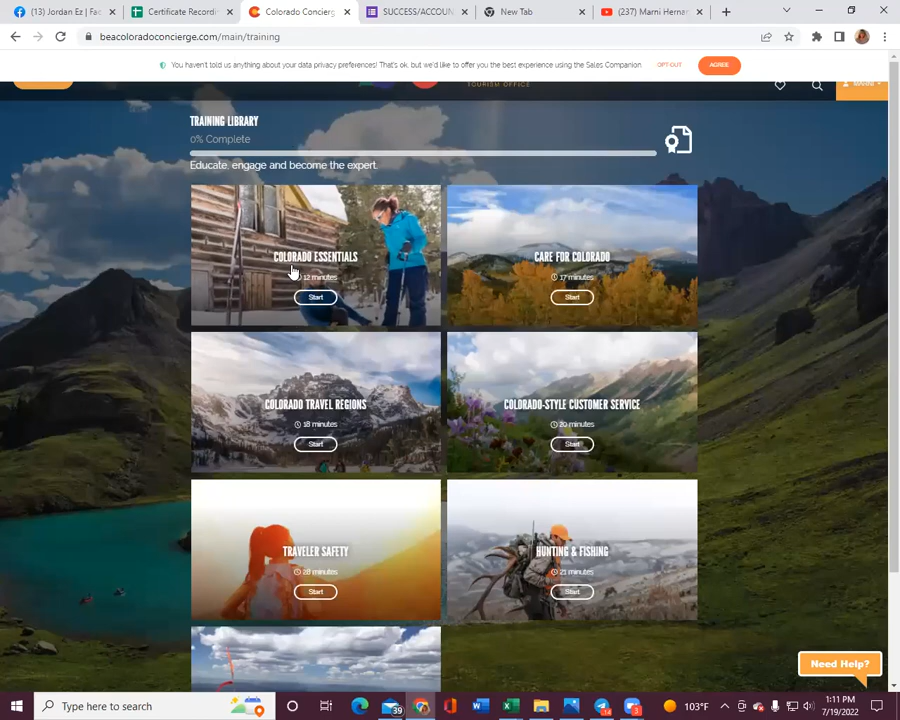 (13) Jordan Ez | Fac
Certificate Recordin
Colorado Concierg
SUCCESS/ACCOUN
New Tab
(237) Marni Hernan
beacoloradoconcierge.com/main/training
You haven't told us anything about your data privacy preferences! That's ok, but we'd like to offer you the best experience using the Sales Companion.
OPT-OUT
AGREE
TOURISM OFFICE
TRAINING LIBRARY
0% Complete
Educate, engage and become the expert.
COLORADO ESSENTIALS
12 minutes
Start
CARE FOR COLORADO
17 minutes
Start
COLORADO TRAVEL REGIONS
18 minutes
Start
COLORADO-STYLE CUSTOMER SERVICE
20 minutes
Start
TRAVELER SAFETY
28 minutes
Start
HUNTING & FISHING
21 minutes
Start
Need Help?
Type here to search
39
14
3
103°F
1:11 PM
7/19/2022